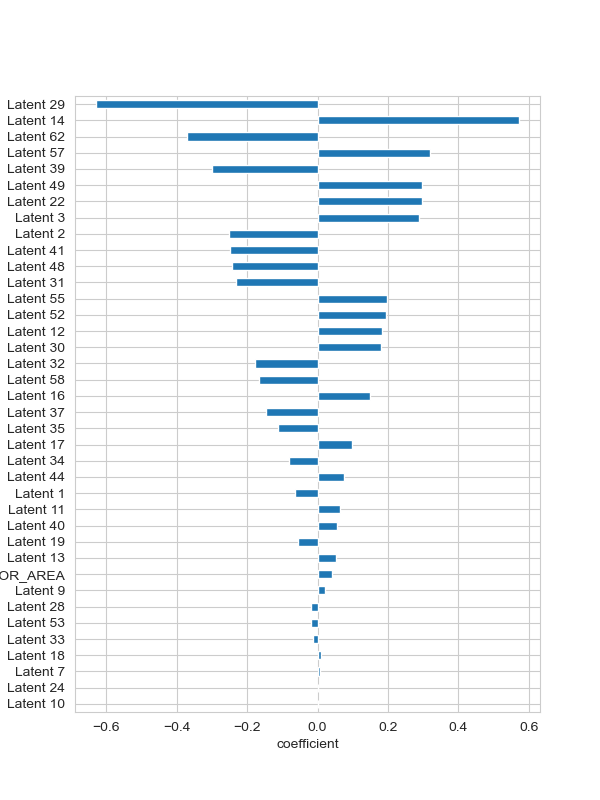 Latent 29
Latent 14
Latent 62
Latent 57
Latent 39
Latent 49
Latent 22
Latent 3
Latent 2
Latent 41
Latent 48
Latent 31
Latent 55
Latent 52
Latent 12
Latent 30
Latent 32
Latent 58
Latent 16
Latent 37
Latent 35
Latent 17
Latent 34
Latent 44
Latent 1
Latent 11
Latent 40
Latent 19
Latent 13
OR_AREA
Latent 9
Latent 28
Latent 53
Latent 33
Latent 18
Latent 7
Latent 24
Latent 10
−0.6 −0.4 −0.2 0.0 0.2 0.4 0.6
coefficient